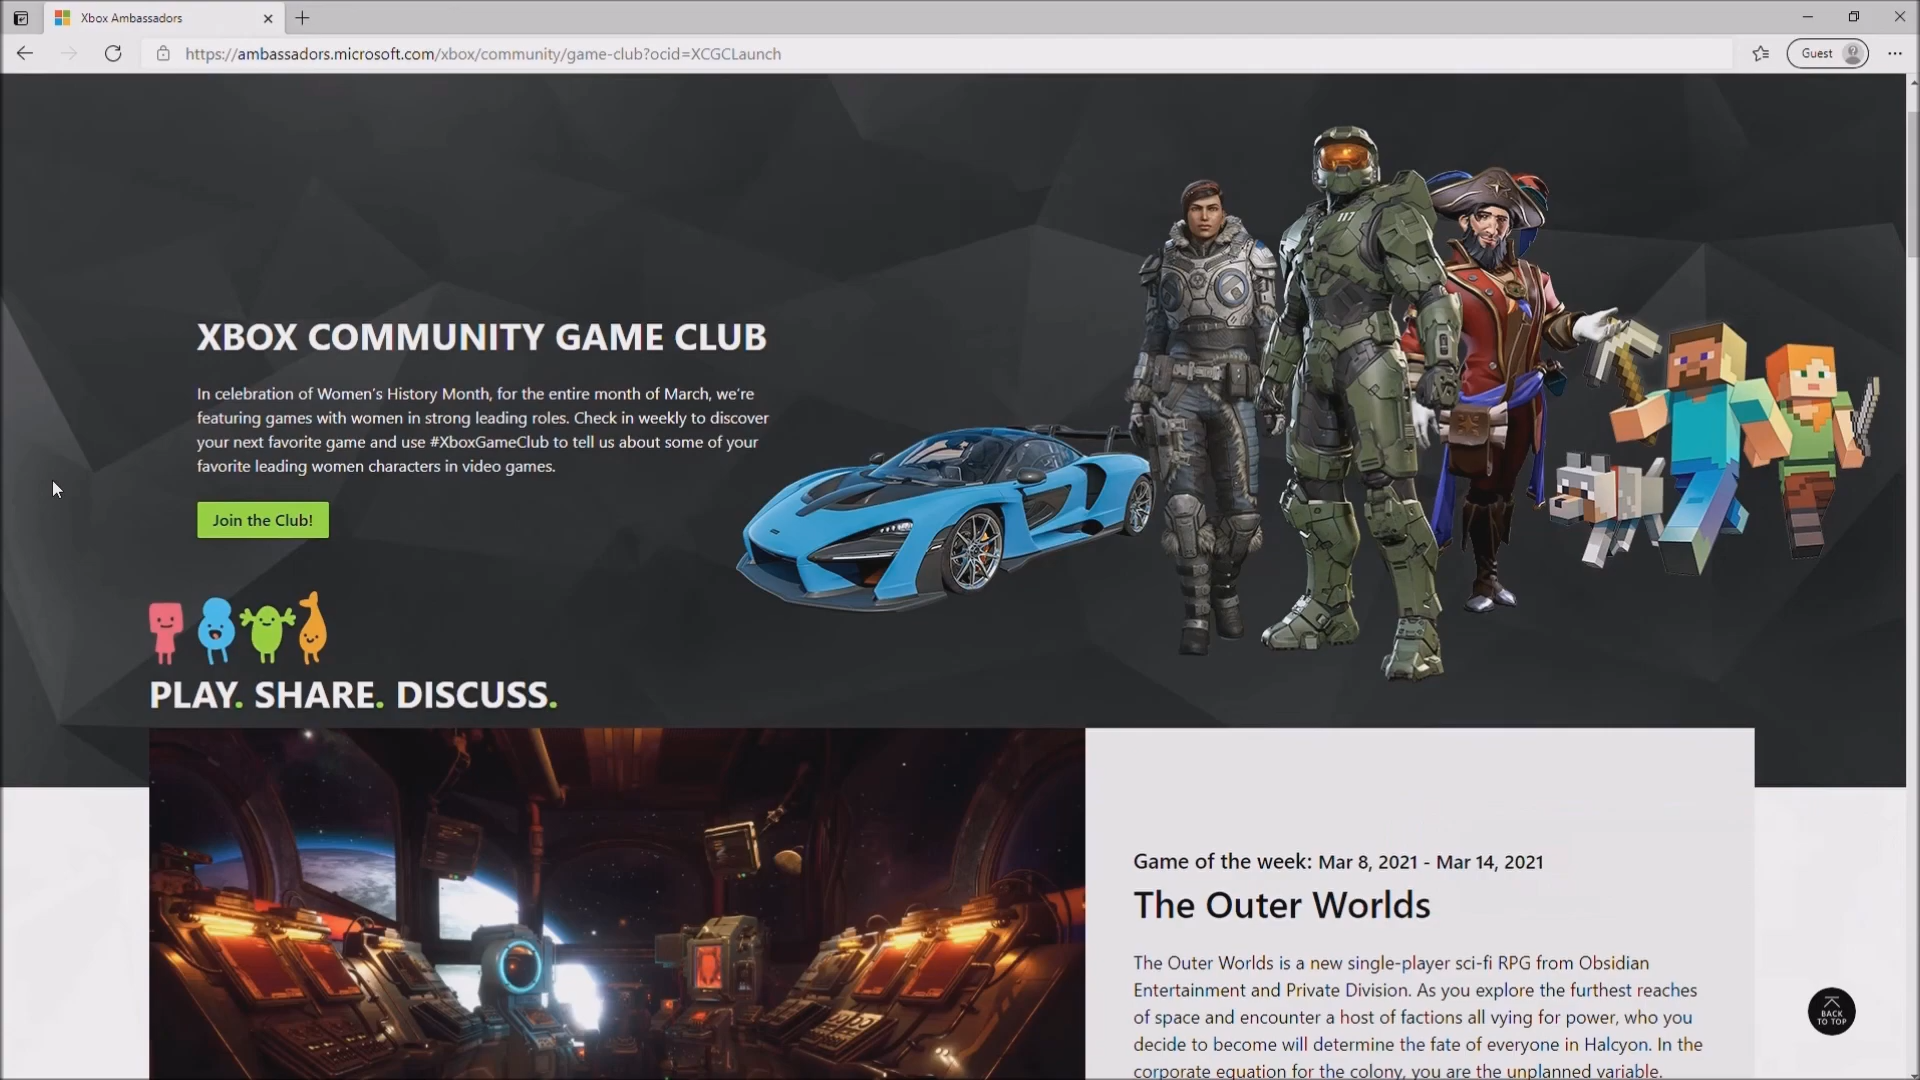 Xbox Ambassadors
https://ambassadors.microsoft.com/xbox/community/game-club?ocid=XCGCLaunch
Guest
117
XBOX COMMUNITY GAME CLUB
In celebration of Women's History Month, for the entire month of March, we're
featuring games with women in strong leading roles. Check in weekly to discover
your next favorite game and use #XboxGameClub to tell us about some of your
favorite leading women characters in video games.
Join the Club!
PLAY. SHARE. DISCUSS.
Game of the week: Mar 8, 2021 - Mar 14, 2021
The Outer Worlds
The Outer Worlds is a new single-player sci-fi RPG from Obsidian
Entertainment and Private Division. As you explore the furthest reaches
of space and encounter a host of factions all vying for power, who you
decide to become will determine the fate of everyone in Halcyon. In the
corporate equation for the colony, you are the unplanned variable.
BACK
TO TOP